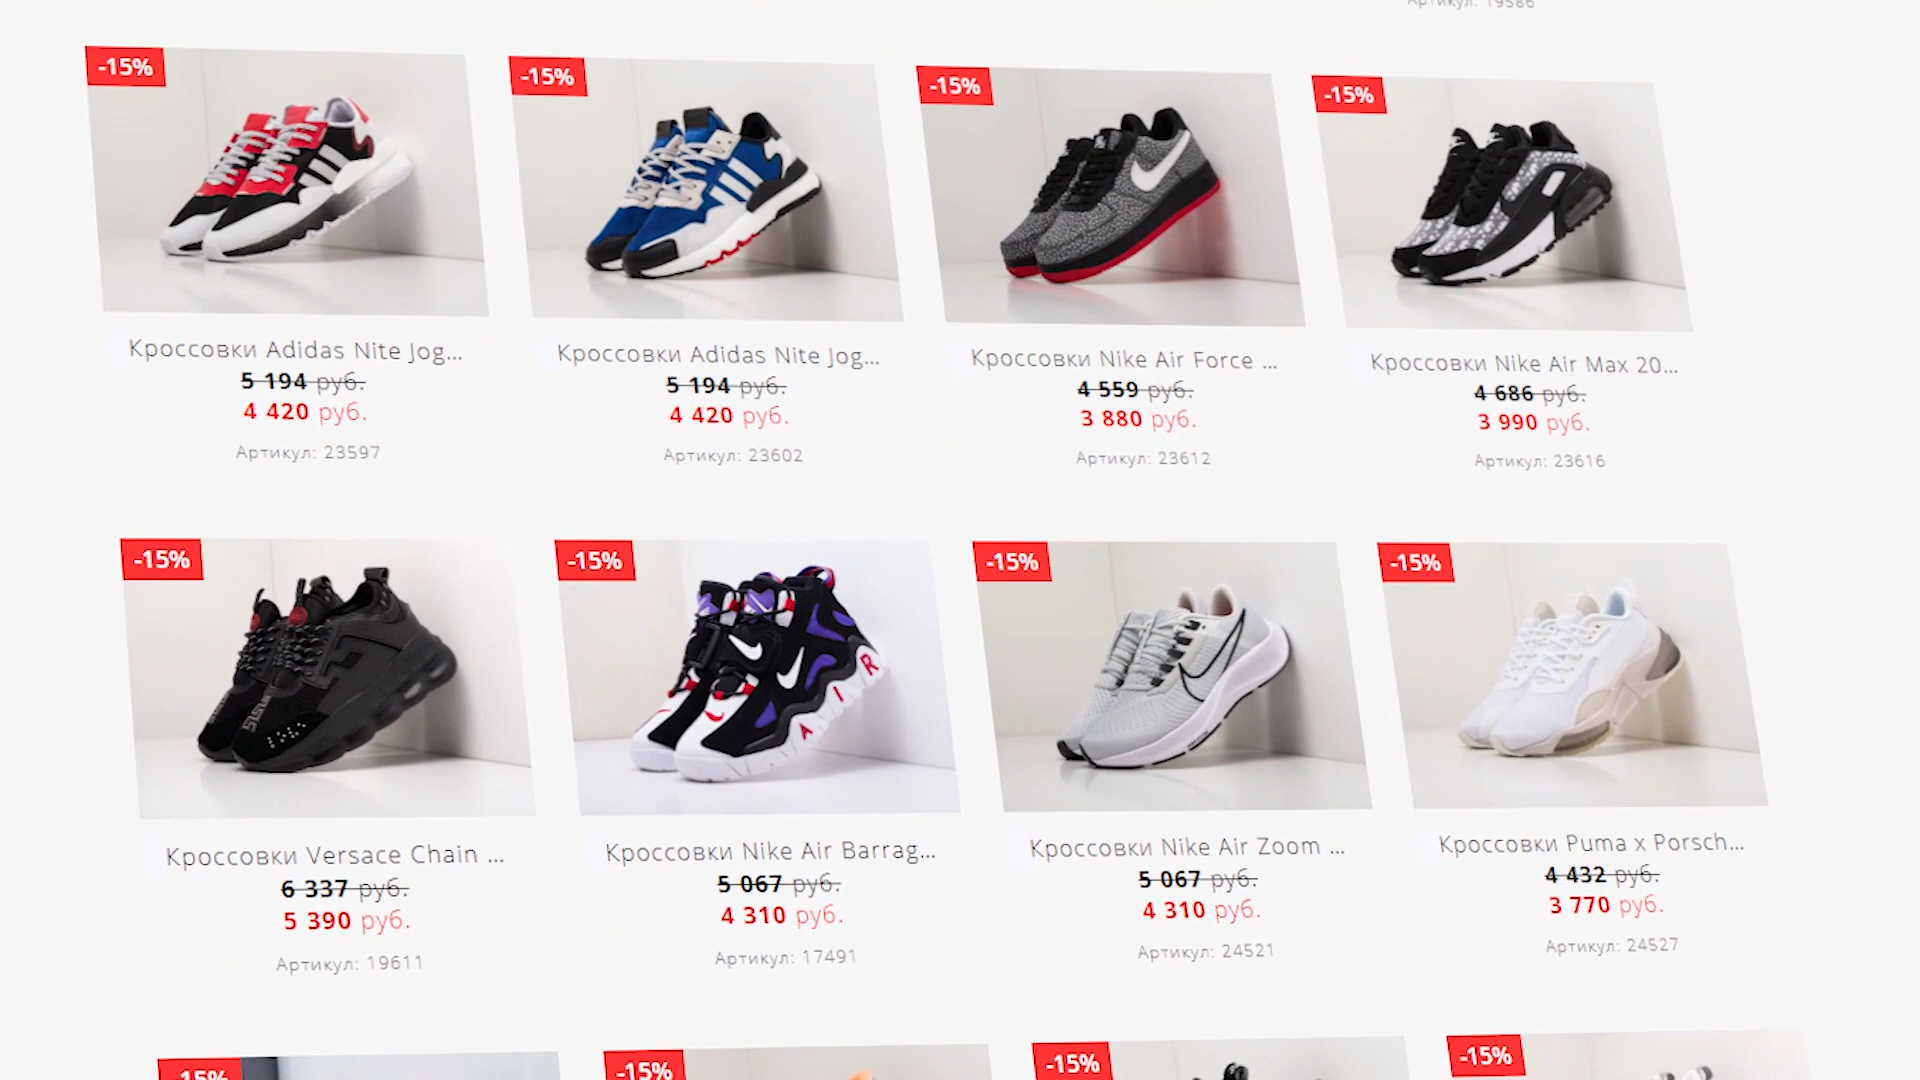 Артикул: 19586
-15%
-15%
-15%
-15%
Кроссовки Adidas Nite Jog...
5 194 руб.
4 420 руб.
Артикул: 23597
Кроссовки Adidas Nite Jog...
5 194 руб.
4 420 руб.
Артикул: 23602
Кроссовки Nike Air Force ...
4 559 руб.
3 880 руб.
Артикул: 23612
Кроссовки Nike Air Max 20...
4 686 руб.
3 990 руб.
Артикул: 23616
-15%
-15%
-15%
-15%
AIR
Кроссовки Versace Chain ...
6 337 руб.
5 390 руб.
Артикул: 19611
Кроссовки Nike Air Barrag...
5 067 руб.
4 310 руб.
Артикул: 17491
Кроссовки Nike Air Zoom ...
5 067 руб.
4 310 руб.
Артикул: 24521
Кроссовки Puma x Porsch...
4 432 руб.
3 770 руб.
Артикул: 24527
-15%
-15%
-15%
-15%